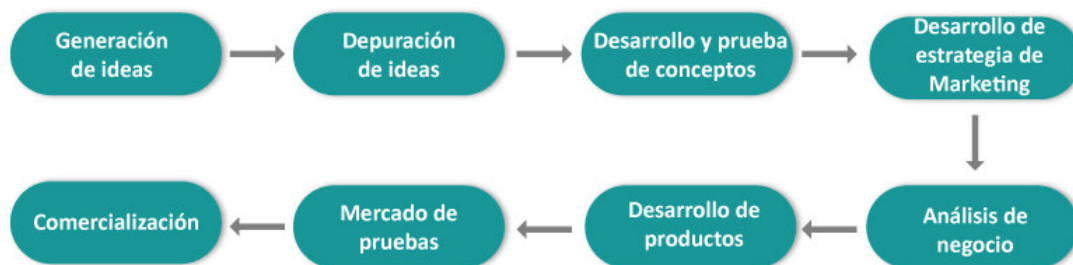 Generación
de ideas
Depuración
de ideas
Desarrollo y prueba
de conceptos
Desarrollo de
estrategia de
Marketing
Análisis de
negocio
Desarrollo de
productos
Mercado de
pruebas
Comercialización